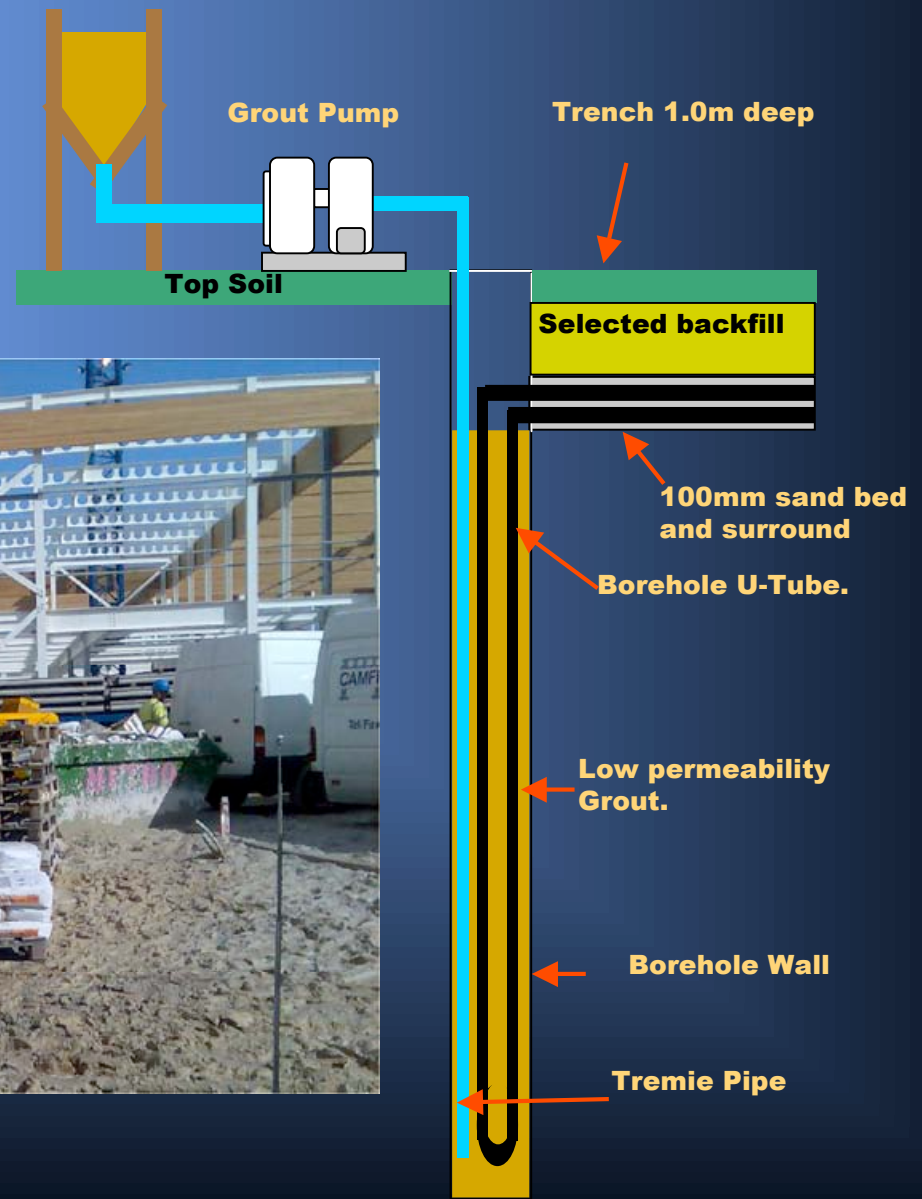 Grout Pump
Trench 1.0m deep
Top Soil
Selected backfill
100mm sand bed
and surround
Borehole U-Tube.
Low permeability
Grout.
Borehole Wall
Tremie Pipe